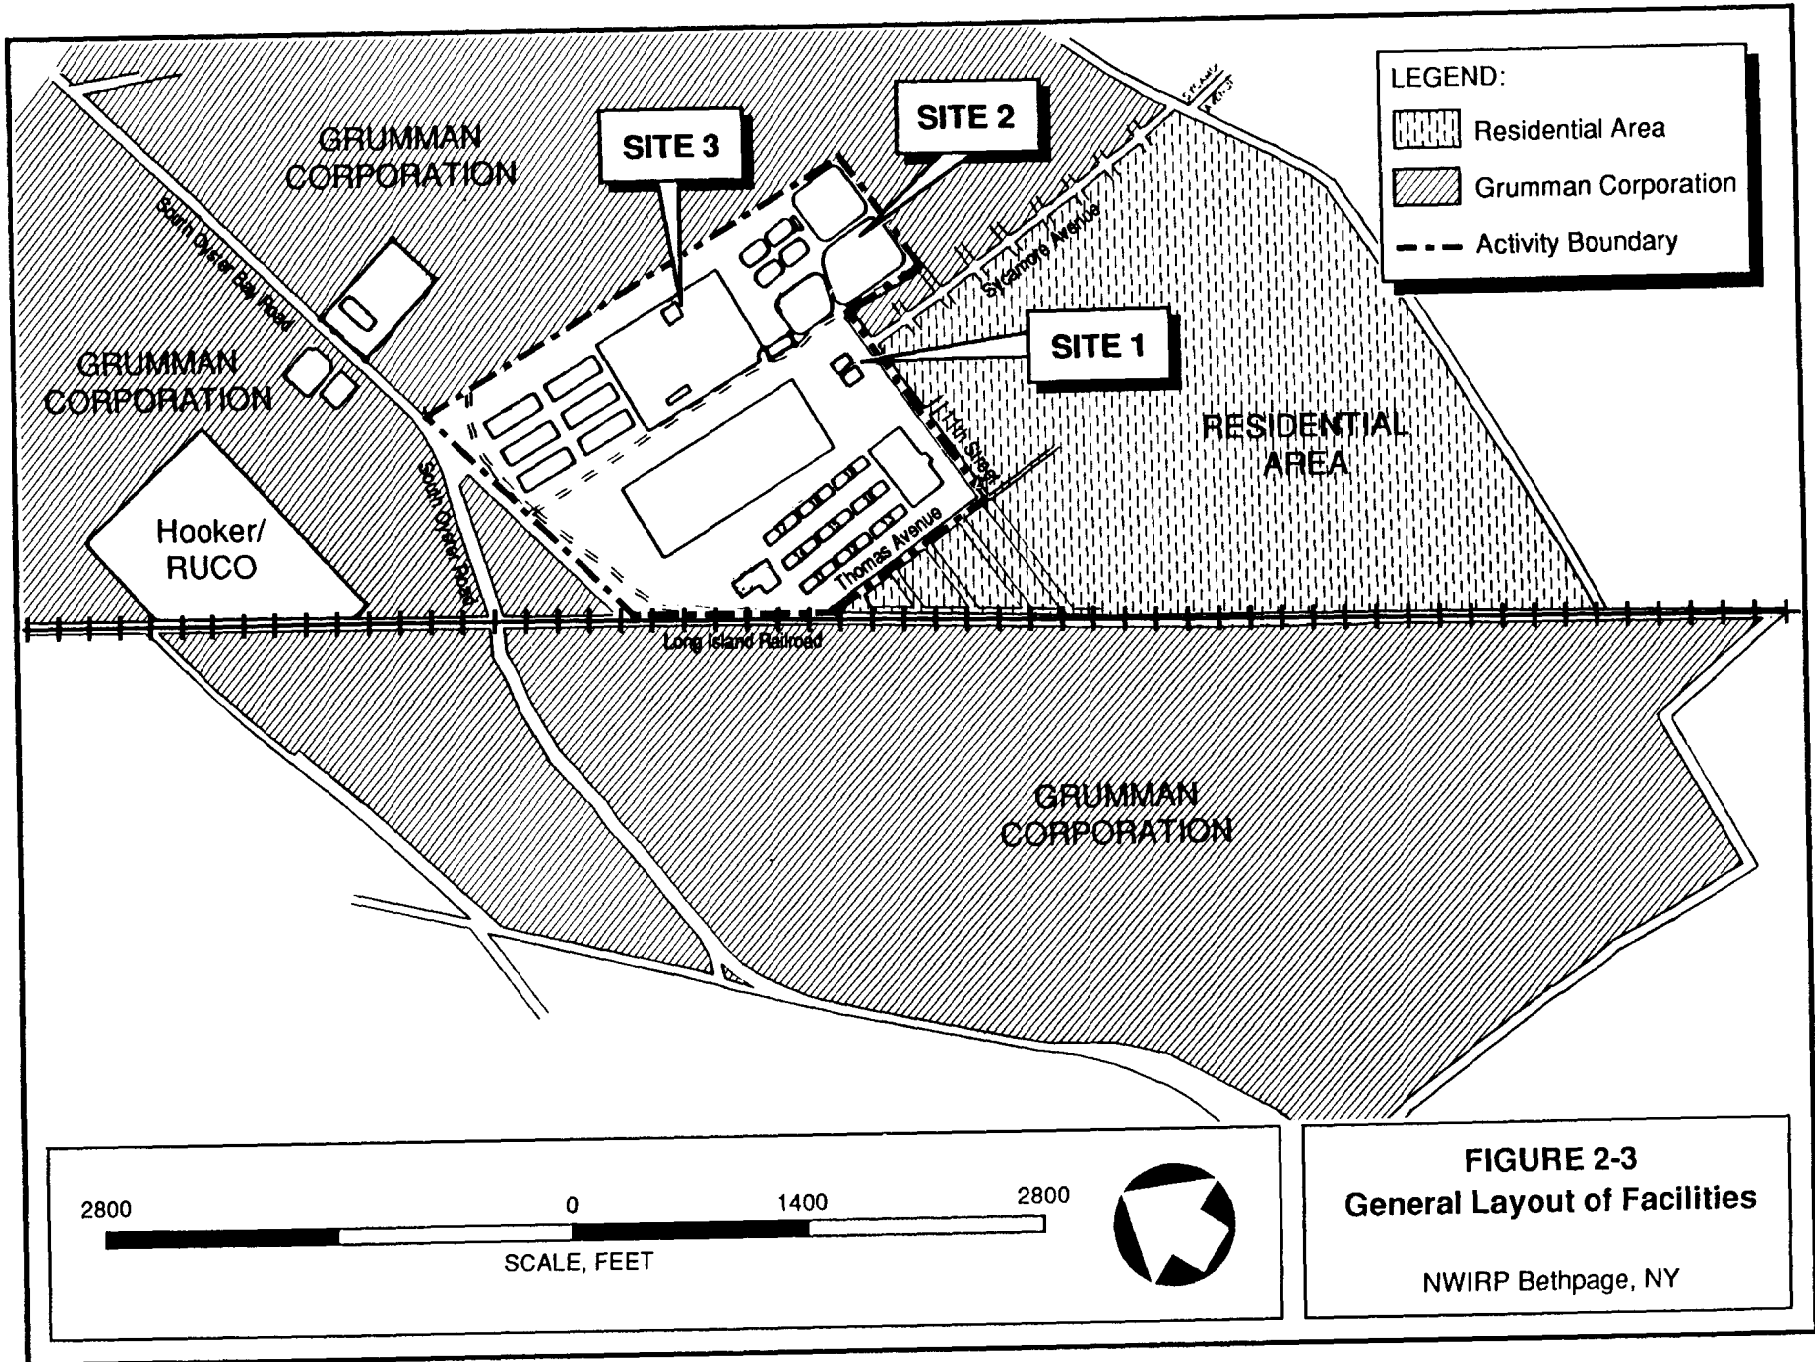 LEGEND:
Residential Area
Grumman Corporation
Activity Boundary
SITE 2
SITE 3
GRUMMAN
CORPORATION
South Oyster Bay Road
Sycamore Avenue
SITE 1
GRUMMAN
CORPORATION
11th Street
RESIDENTIAL
AREA
Hooker/
RUCO
South Oyster Road
Thomas Avenue
Long Island Railroad
GRUMMAN
CORPORATION
2800
0
1400
2800
SCALE, FEET
FIGURE 2-3
General Layout of Facilities
NWIRP Bethpage, NY